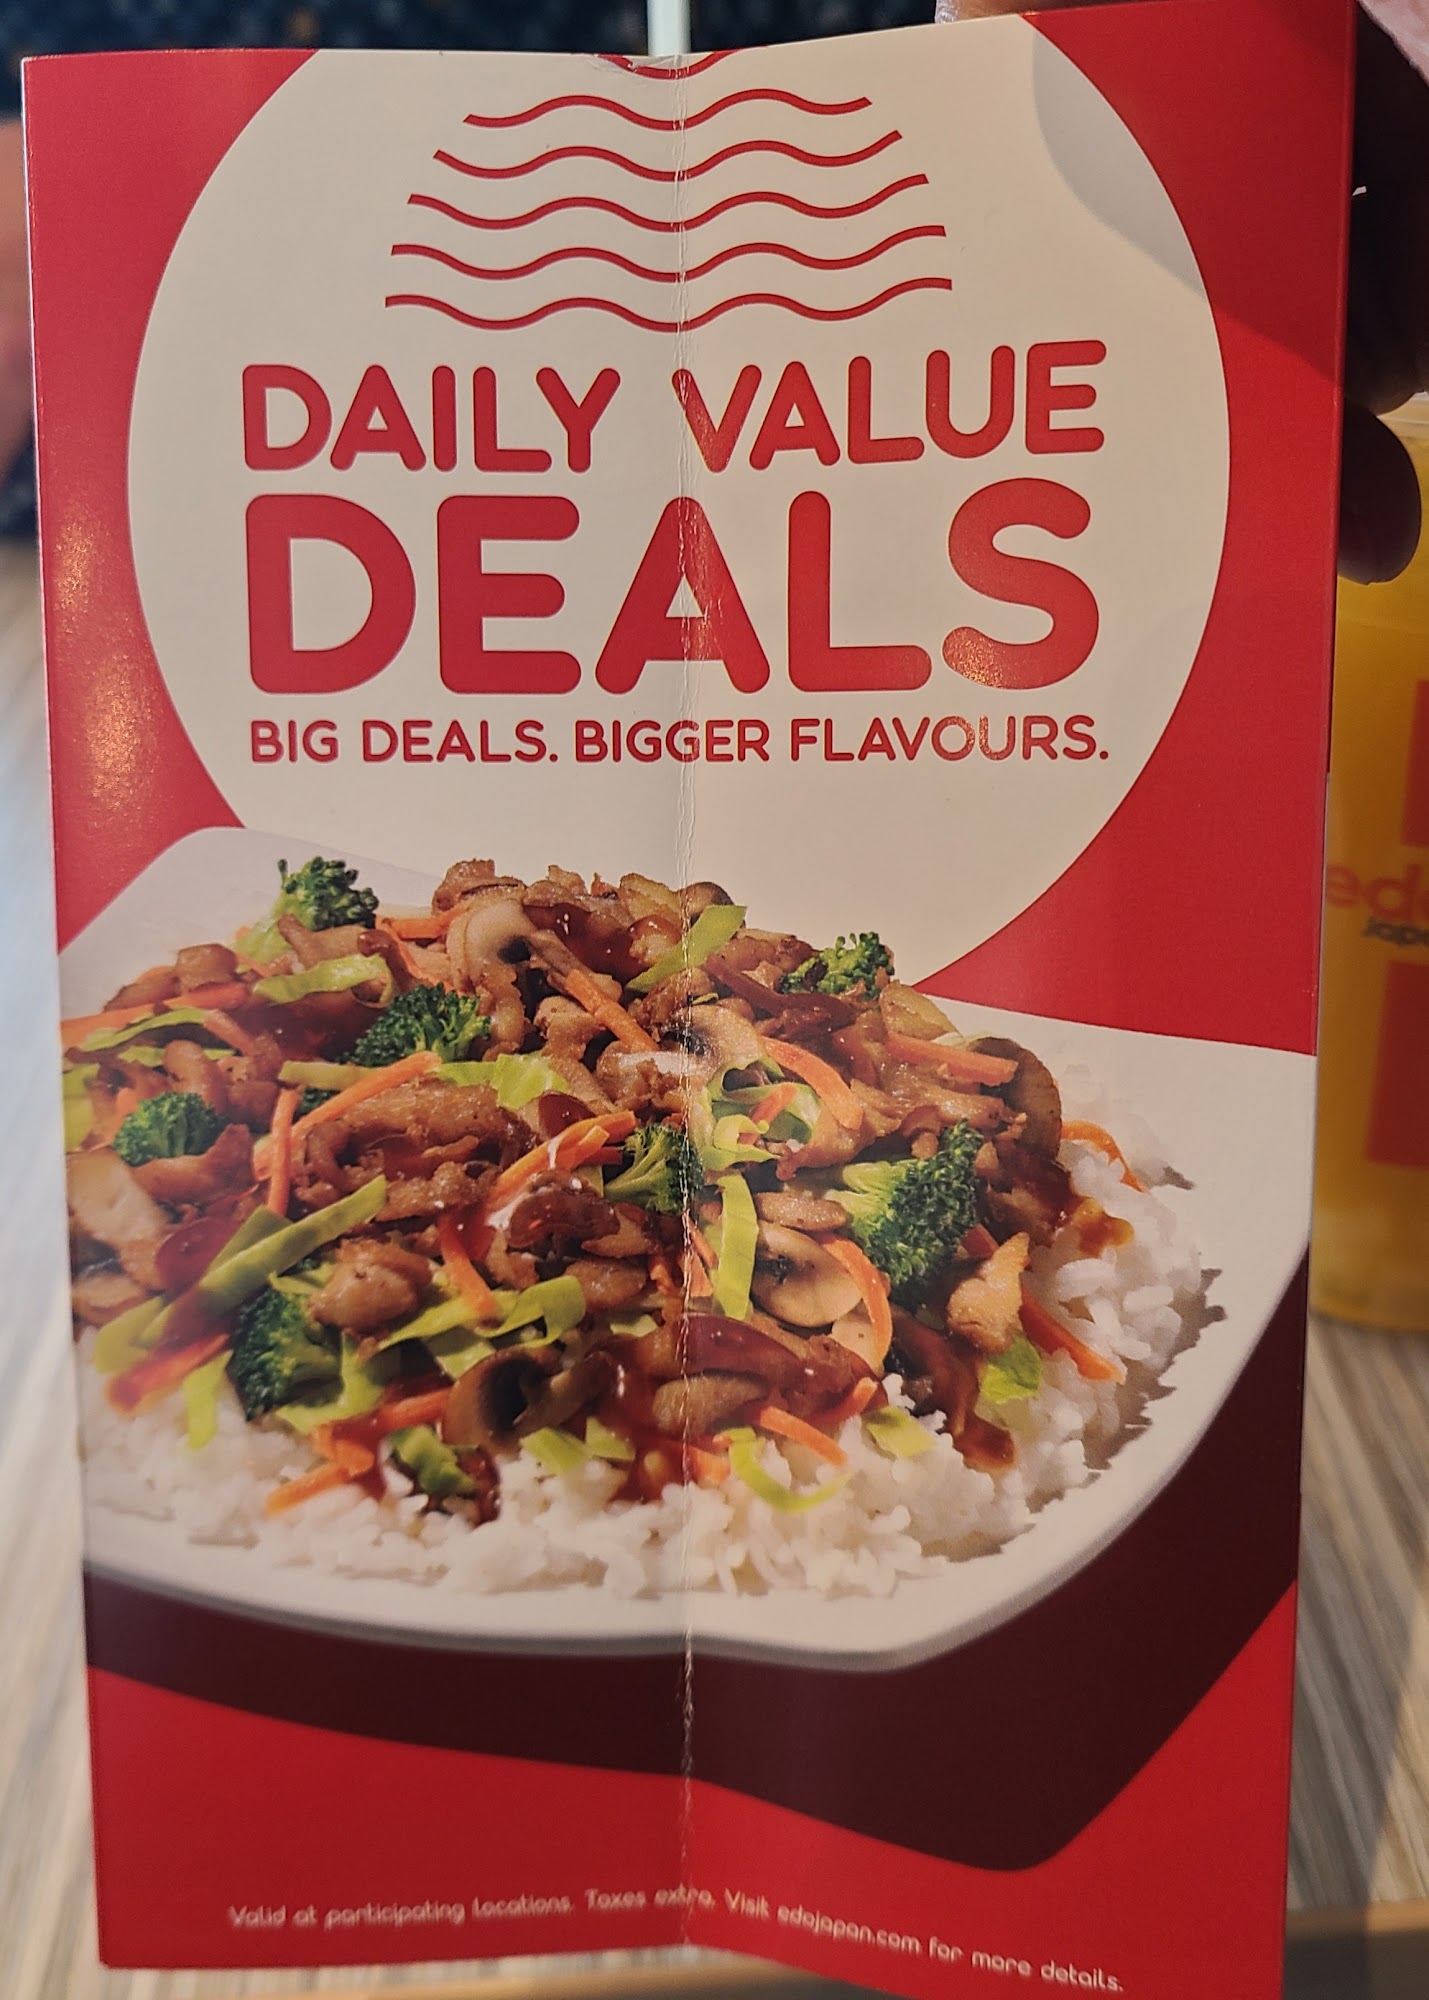 DAILY VALUE
DEALS
BIG DEALS. BIGGER FLAVOURS.
Valid at participating locations. Taxes extra. Visit edojapan.com for more details.